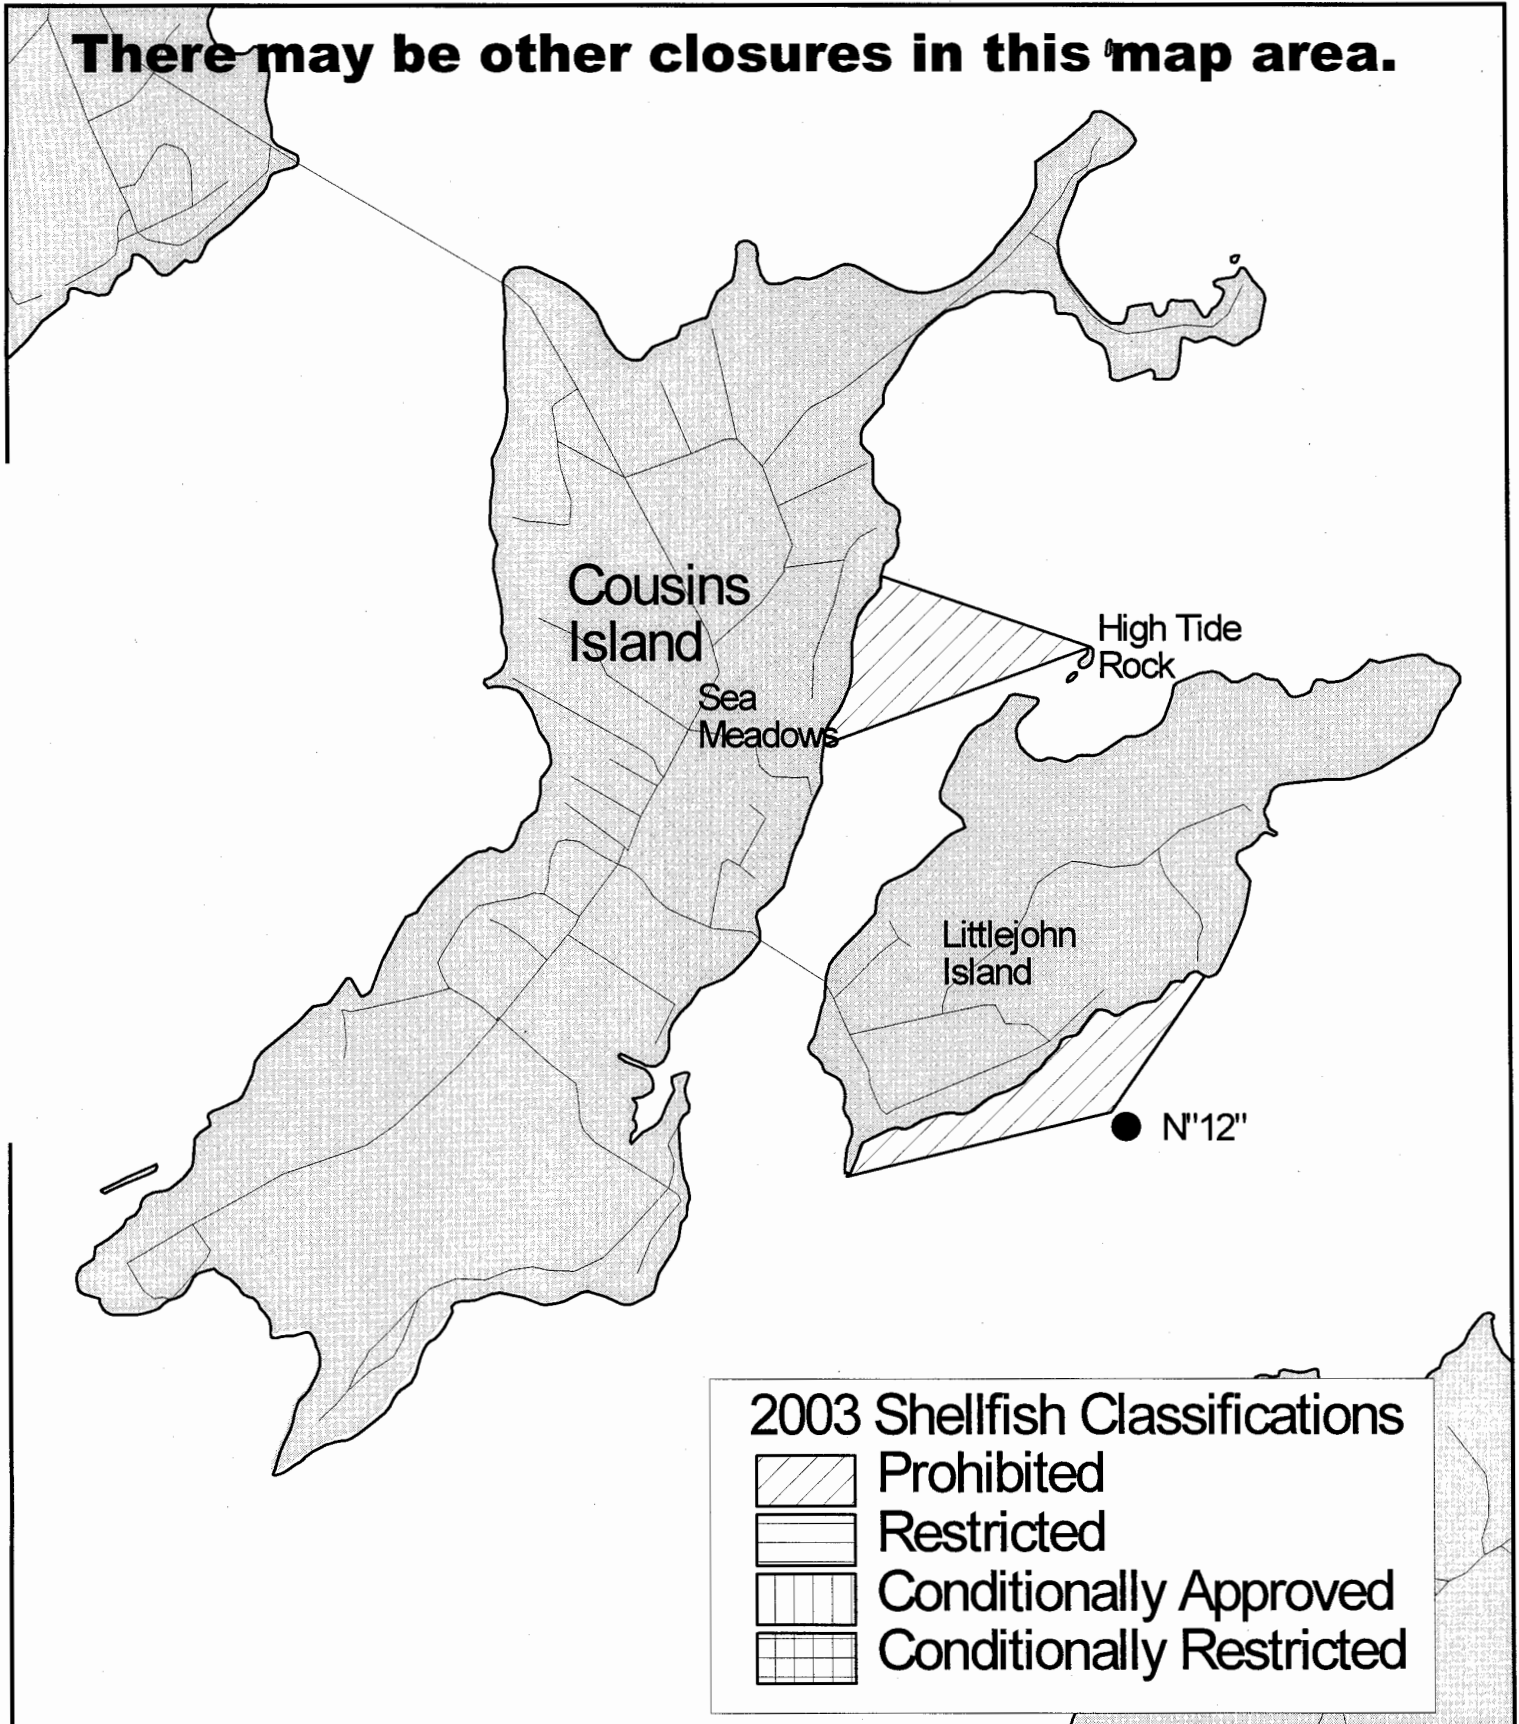 There may be other closures in this map area.
Cousins
Island
High Tide
Rock
Sea
Meadows
Littlejohn
Island
N"12"
2003 Shellfish Classifications
Prohibited
Restricted
Conditionally Approved
Conditionally Restricted